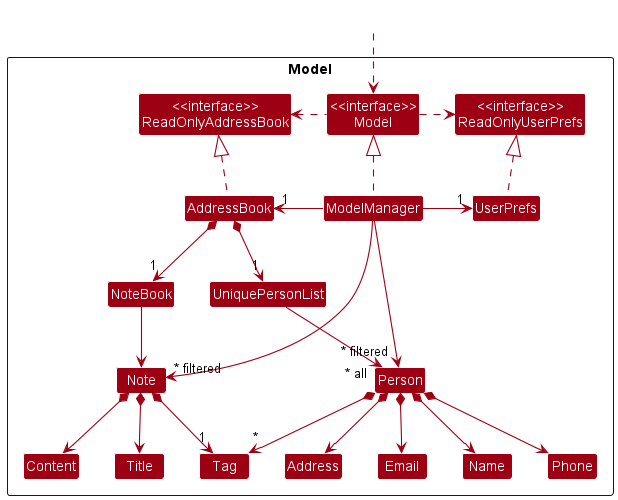 Model
<<interface>>
ReadOnlyAddressBook
<<interface>>
Model
<<interface>>
ReadOnlyUserPrefs
AddressBook
1
ModelManager
1
UserPrefs
1
1
NoteBook
UniquePersonList
* filtered
* filtered
* all
Note
Person
1
*
Content
Title
Tag
Address
Email
Name
Phone